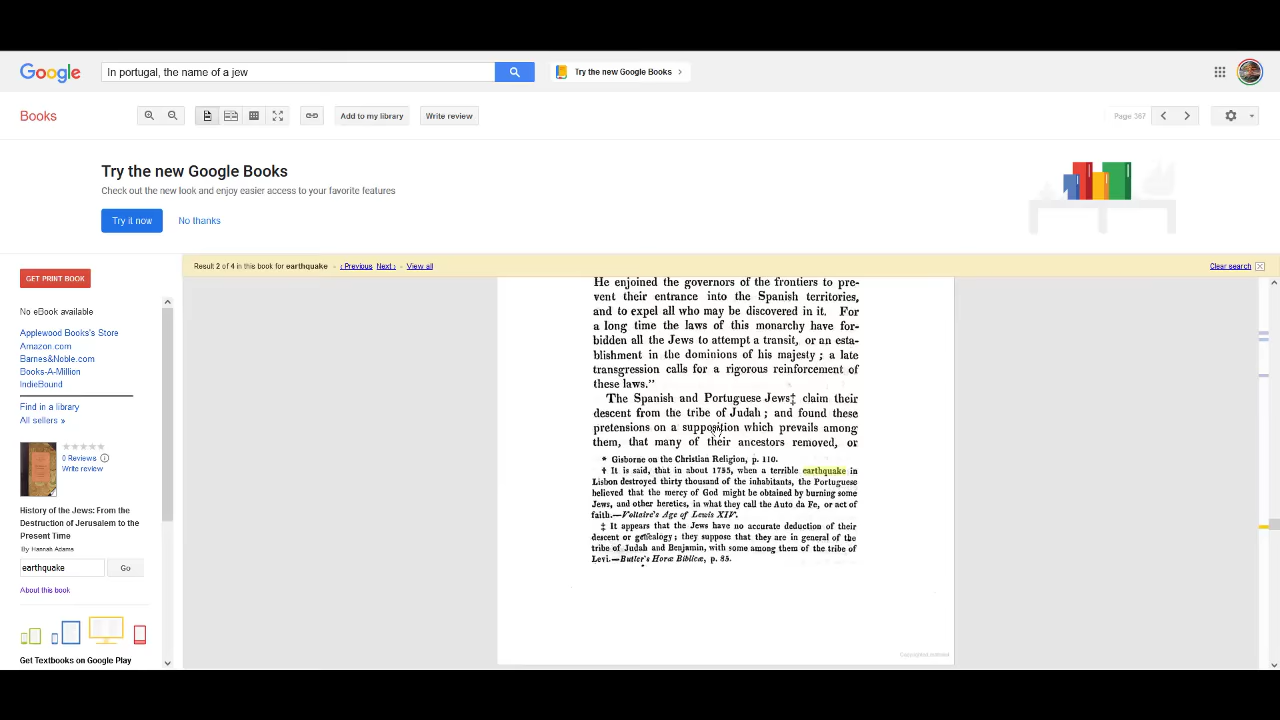 Google
In portugal, the name of a jew
Try the new Google Books
Books
Add to my library
Write review
Page 367
Try the new Google Books
Check out the new look and enjoy easier access to your favorite features
Try it now
No thanks
Result 2 of 4 in this book for earthquake - ‹ Previous Next › - View all
Clear search
GET PRINT BOOK
No eBook available
Applewood Books's Store
Amazon.com
Barnes&Noble.com
Books-A-Million
IndieBound
Find in a library
All sellers »
0 Reviews
Write review
History of the Jews: From the
Destruction of Jerusalem to the
Present Time
By Hannah Adams
earthquake
Go
About this book
Get Textbooks on Google Play
He enjoined the governors of the frontiers to pre-
vent their entrance into the Spanish territories,
and to expel all who may be discovered in it. For
a long time the laws of this monarchy have for-
bidden all the Jews to attempt a transit, or an esta-
blishment in the dominions of his majesty ; a late
transgression calls for a rigorous reinforcement of
these laws.”
The Spanish and Portuguese Jews‡ claim their
descent from the tribe of Judah ; and found these
pretensions on a supposition which prevails among
them, that many of their ancestors removed, or
* Gisborne on the Christian Religion, p. 110.
† It is said, that in about 1755, when a terrible earthquake in
Lisbon destroyed thirty thousand of the inhabitants, the Portuguese
believed that the mercy of God might be obtained by burning some
Jews, and other heretics, in what they call the Auto da Fe, or act of
faith.—Voltaire's Age of Lewis XIV.
‡ It appears that the Jews have no accurate deduction of their
descent or genealogy ; they suppose that they are in general of the
tribe of Judah and Benjamin, with some among them of the tribe of
Levi.—Butler's Horæ Biblicæ, p. 85.
Copyrighted material